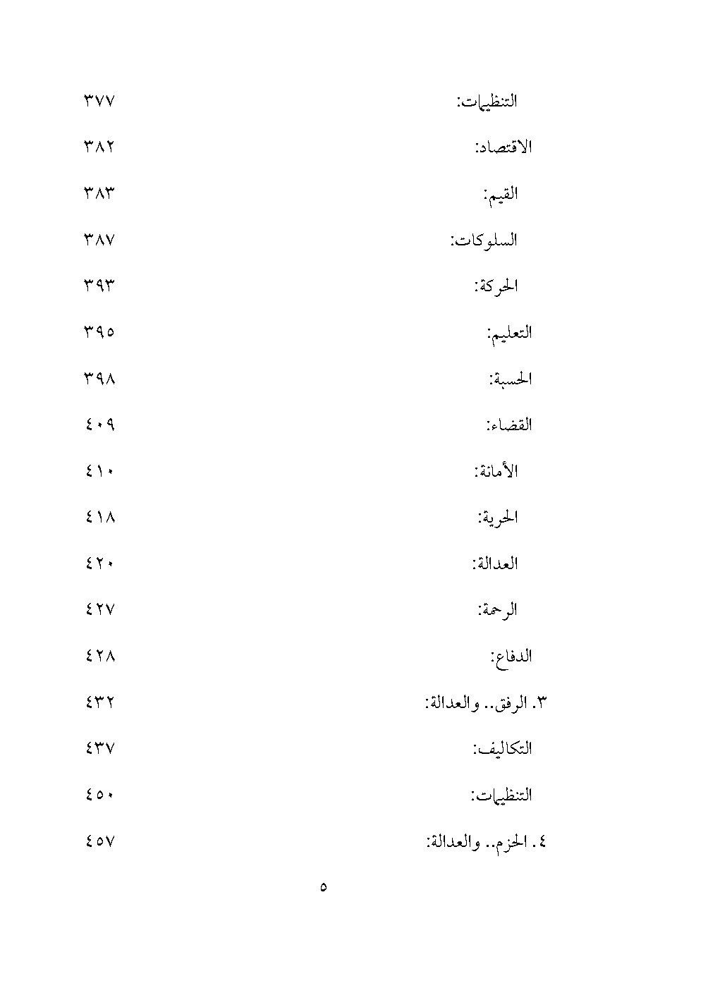 التنظيمات: ٣٧٧
الاقتصاد: ٣٨٢
القيم: ٣٨٣
السلوكات: ٣٨٧
الحركة: ٣٩٣
التعليم: ٣٩٥
الحسبة: ٣٩٨
القضاء: ٤٠٩
الأمانة: ٤١٠
الحرية: ٤١٨
العدالة: ٤٢٠
الرحمة: ٤٢٧
الدفاع: ٤٢٨
٣. الرفق.. والعدالة: ٤٣٢
التكاليف: ٤٣٧
التنظيمات: ٤٥٠
٤. الحزم.. والعدالة: ٤٥٧
٥